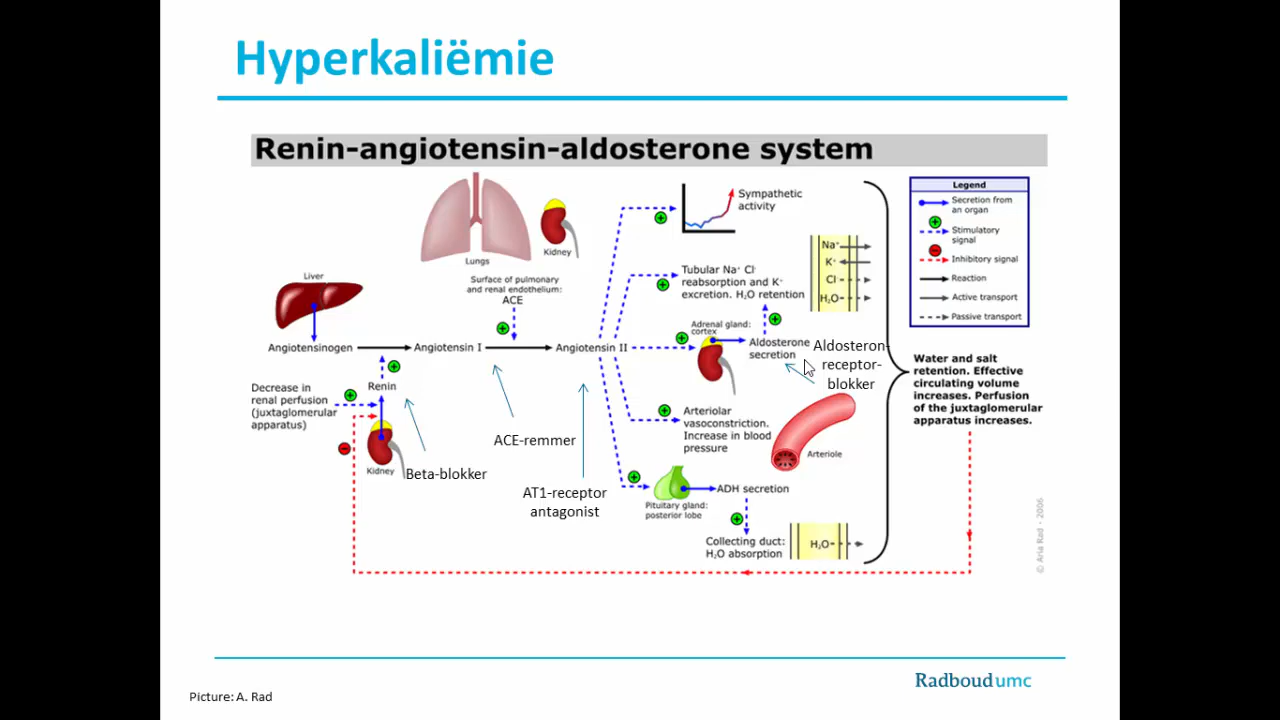 Hyperkaliëmie
Renin-angiotensin-aldosterone system
Lungs
Kidney
Liver
Surface of pulmonary
and renal endothelium:
ACE
Angiotensinogen
Angiotensin I
Angiotensin II
Renin
Decrease in
renal perfusion
(juxtaglomerular
apparatus)
Kidney
Beta-blokker
ACE-remmer
AT1-receptor
antagonist
Sympathetic
activity
Tubular Na⁺ Cl⁻
reabsorption and K⁺
excretion. H₂O retention
Adrenal gland:
cortex
Aldosterone
secretion
Aldosteron-
receptor-
blokker
Arteriolar
vasoconstriction.
Increase in blood
pressure
Arteriole
Pituitary gland:
posterior lobe
ADH secretion
Collecting duct:
H₂O absorption
Na⁺
K⁺
Cl⁻
H₂O
H₂O
Legend
Secretion from
an organ
Stimulatory
signal
Inhibitory signal
Reaction
Active transport
Passive transport
Water and salt
retention. Effective
circulating volume
increases. Perfusion
of the juxtaglomerular
apparatus increases.
© Aria Rad - 2006
Radboudumc
Picture: A. Rad